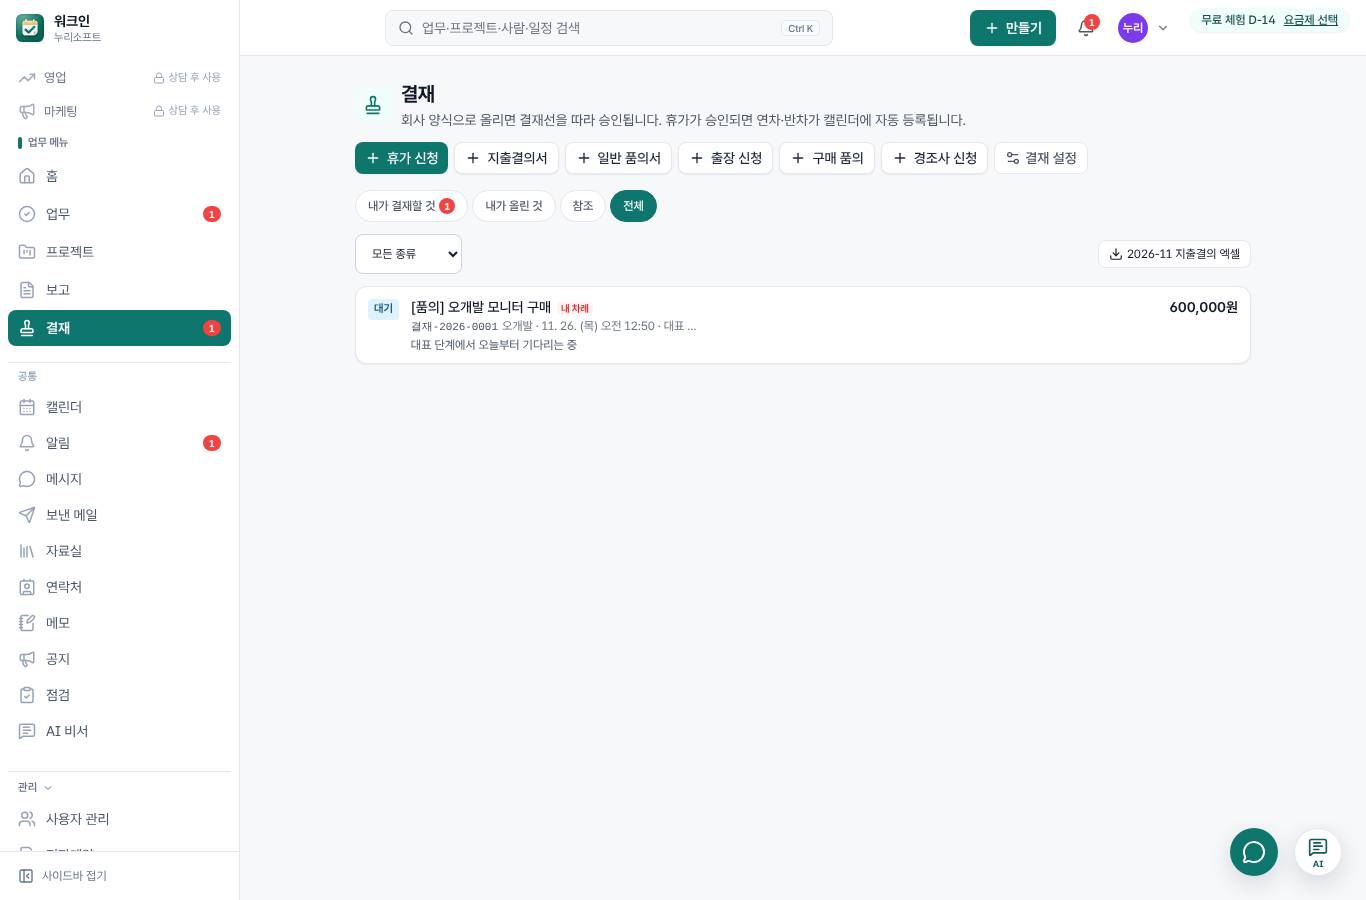 워크인
누리소프트
업무·프로젝트·사람·일정 검색
Ctrl K
만들기
1
누리
무료 체험 D-14 요금제 선택
영업
상담 후 사용
마케팅
상담 후 사용
업무 메뉴
홈
업무
1
프로젝트
보고
결재
1
공통
캘린더
알림
1
메시지
보낸 메일
자료실
연락처
메모
공지
점검
AI 비서
관리
사용자 관리
사이드바 접기
결재
회사 양식으로 올리면 결재선을 따라 승인됩니다. 휴가가 승인되면 연차·반차가 캘린더에 자동 등록됩니다.
휴가 신청
지출결의서
일반 품의서
출장 신청
구매 품의
경조사 신청
결재 설정
내가 결재할 것 1
내가 올린 것
참조
전체
모든 종류
2026-11 지출결의 엑셀
대기
[품의] 오개발 모니터 구매 내 차례
600,000원
결재-2026-0001 오개발 · 11. 26. (목) 오전 12:50 · 대표 ...
대표 단계에서 오늘부터 기다리는 중
AI